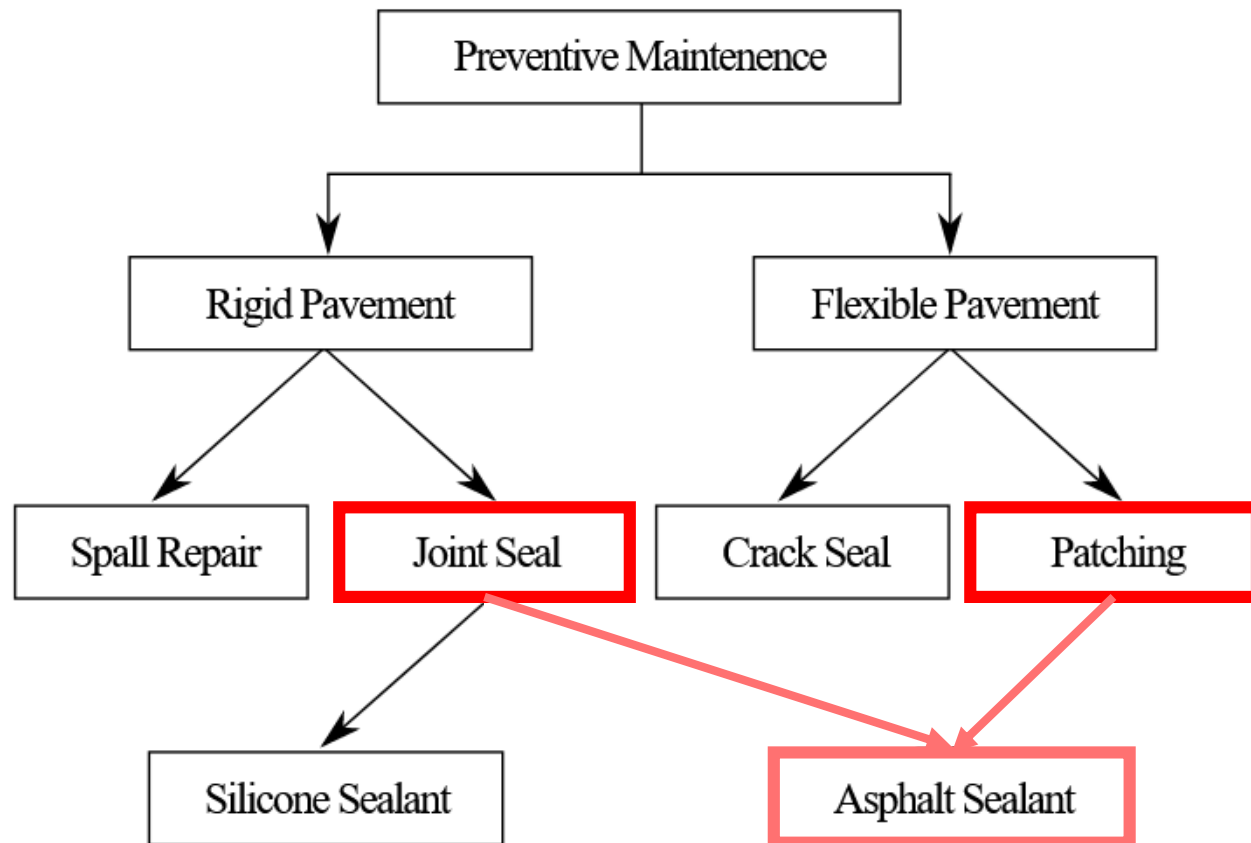 Preventive Maintenence
Rigid Pavement
Flexible Pavement
Spall Repair
Joint Seal
Crack Seal
Patching
Silicone Sealant
Asphalt Sealant